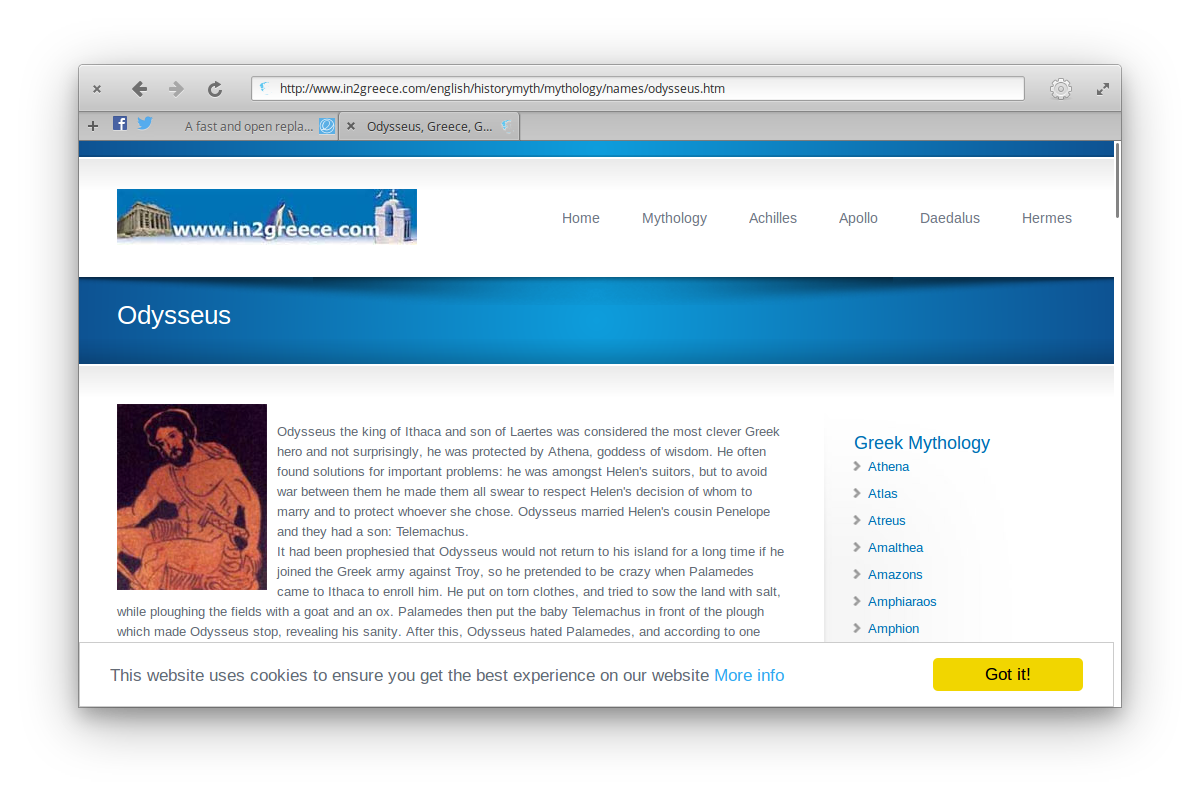 http://www.in2greece.com/english/historymyth/mythology/names/odysseus.htm
A fast and open repla...
Odysseus, Greece, G...
www.in2greece.com
Home Mythology Achilles Apollo Daedalus Hermes
Odysseus
Odysseus the king of Ithaca and son of Laertes was considered the most clever Greek
hero and not surprisingly, he was protected by Athena, goddess of wisdom. He often
found solutions for important problems: he was amongst Helen's suitors, but to avoid
war between them he made them all swear to respect Helen's decision of whom to
marry and to protect whoever she chose. Odysseus married Helen's cousin Penelope
and they had a son: Telemachus.
It had been prophesied that Odysseus would not return to his island for a long time if he
joined the Greek army against Troy, so he pretended to be crazy when Palamedes
came to Ithaca to enroll him. He put on torn clothes, and tried to sow the land with salt,
while ploughing the fields with a goat and an ox. Palamedes then put the baby Telemachus in front of the plough
which made Odysseus stop, revealing his sanity. After this, Odysseus hated Palamedes, and according to one
Greek Mythology
Athena
Atlas
Atreus
Amalthea
Amazons
Amphiaraos
Amphion
This website uses cookies to ensure you get the best experience on our website More info
Got it!